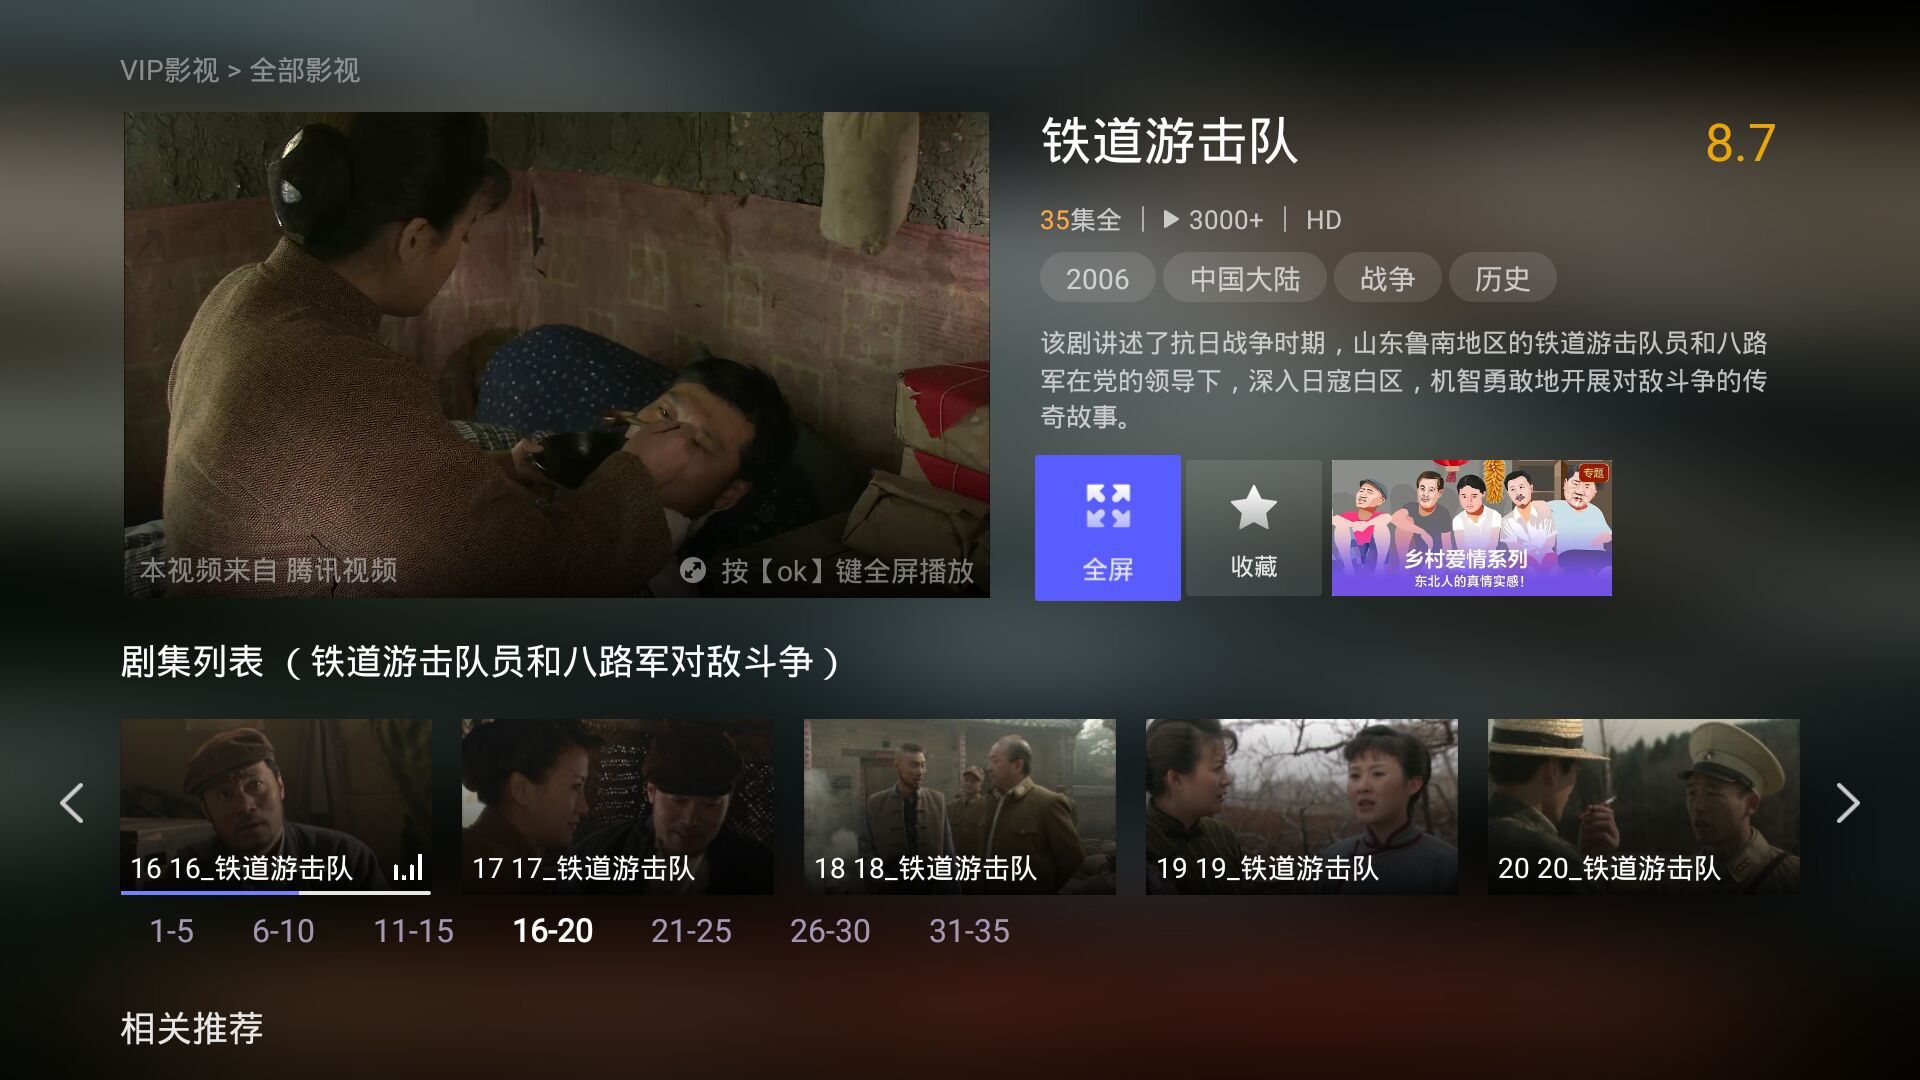 VIP影视 > 全部影视
铁道游击队
8.7
35集全 | 3000+ | HD
2006 中国大陆 战争 历史
该剧讲述了抗日战争时期，山东鲁南地区的铁道游击队员和八路
军在党的领导下，深入日寇白区，机智勇敢地开展对敌斗争的传
奇故事。
本视频来自 腾讯视频
按【ok】键全屏播放
全屏
收藏
专题
乡村爱情系列
东北人的真情实感!
剧集列表 （铁道游击队员和八路军对敌斗争）
16 16_铁道游击队
17 17_铁道游击队
18 18_铁道游击队
19 19_铁道游击队
20 20_铁道游击队
1-5 6-10 11-15 16-20 21-25 26-30 31-35
相关推荐